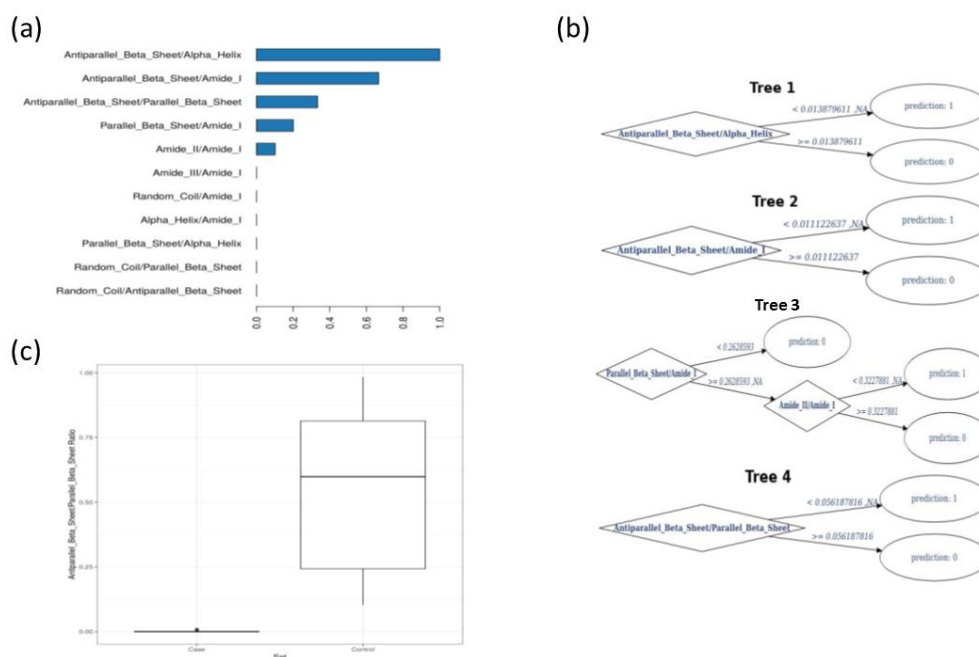 (a)
Antiparallel_Beta_Sheet/Alpha_Helix
Antiparallel_Beta_Sheet/Amide_I
Antiparallel_Beta_Sheet/Parallel_Beta_Sheet
Parallel_Beta_Sheet/Amide_I
Amide_II/Amide_I
Amide_III/Amide_I
Random_Coil/Amide_I
Alpha_Helix/Amide_I
Parallel_Beta_Sheet/Alpha_Helix
Random_Coil/Parallel_Beta_Sheet
Random_Coil/Antiparallel_Beta_Sheet
0.0
0.2
0.4
0.6
0.8
1.0
(b)
Tree 1
Antiparallel_Beta_Sheet/Alpha_Helix
< 0.013879611 ,NA
>= 0.013879611
prediction: 1
prediction: 0
Tree 2
Antiparallel_Beta_Sheet/Amide_I
< 0.011122637 ,NA
>= 0.011122637
prediction: 1
prediction: 0
Tree 3
Parallel_Beta_Sheet/Amide_I
< 0.2628593
>= 0.2628593 ,NA
prediction: 0
Amide_II/Amide_I
< 0.3227881 ,NA
>= 0.3227881
prediction: 1
prediction: 0
Tree 4
Antiparallel_Beta_Sheet/Parallel_Beta_Sheet
< 0.056187816 ,NA
>= 0.056187816
prediction: 1
prediction: 0
(c)
Antiparallel_Beta_Sheet/Parallel_Beta_Sheet Ratio
1.00
0.75
0.50
0.25
0.00
Case
Control